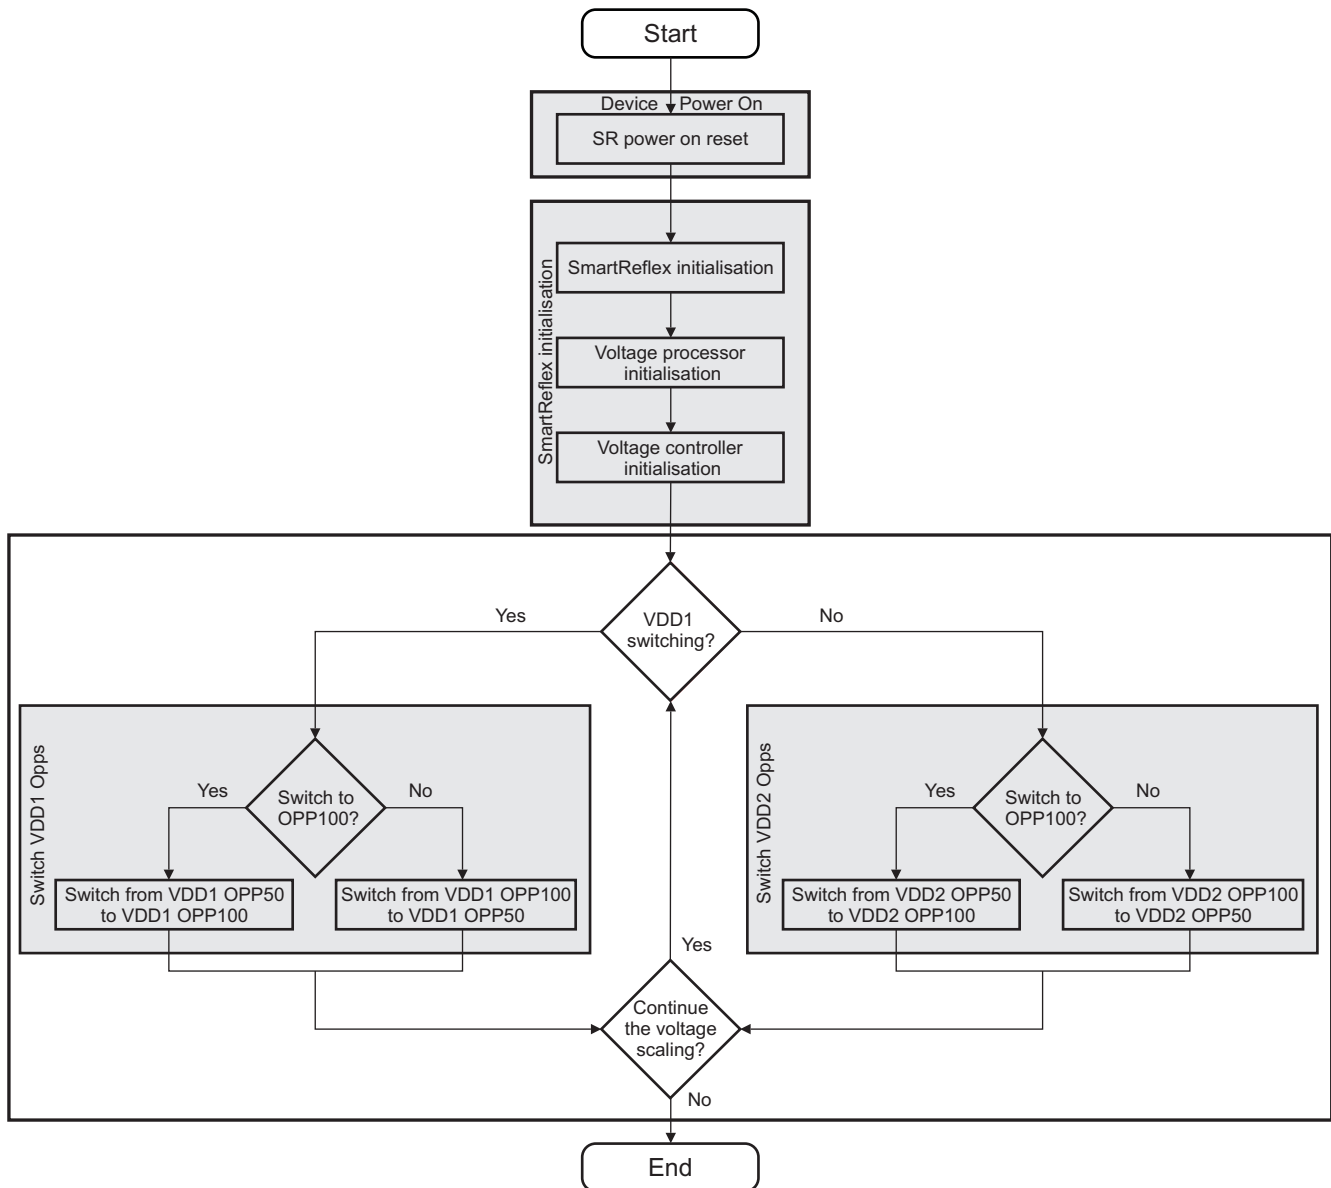 Start
Device Power On
SR power on reset
SmartReflex initialisation
SmartReflex initialisation
Voltage processor
initialisation
Voltage controller
initialisation
VDD1
switching?
Yes
No
Switch VDD1 Opps
Switch to
OPP100?
Yes
No
Switch from VDD1 OPP50
to VDD1 OPP100
Switch from VDD1 OPP100
to VDD1 OPP50
Switch VDD2 Opps
Switch to
OPP100?
Yes
No
Switch from VDD2 OPP50
to VDD2 OPP100
Switch from VDD2 OPP100
to VDD2 OPP50
Yes
Continue
the voltage
scaling?
No
End